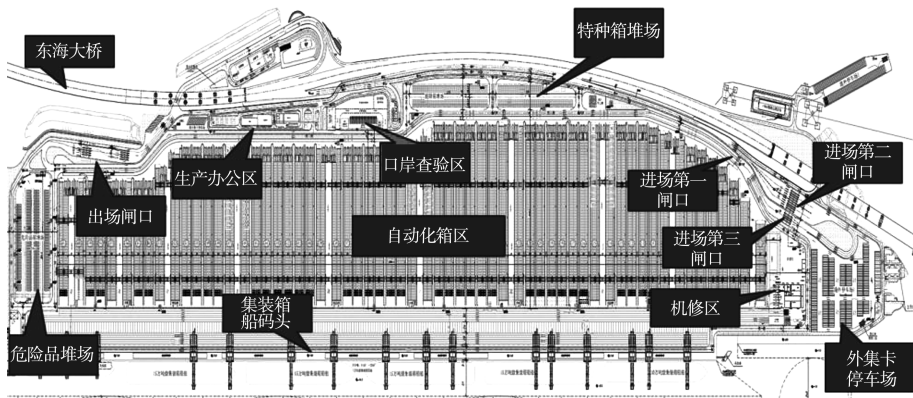 东海大桥
特种箱堆场
生产办公区
口岸查验区
进场第一
闸口
进场第二
闸口
出场闸口
自动化箱区
进场第三
闸口
集装箱
船码头
机修区
危险品堆场
外集卡
停车场